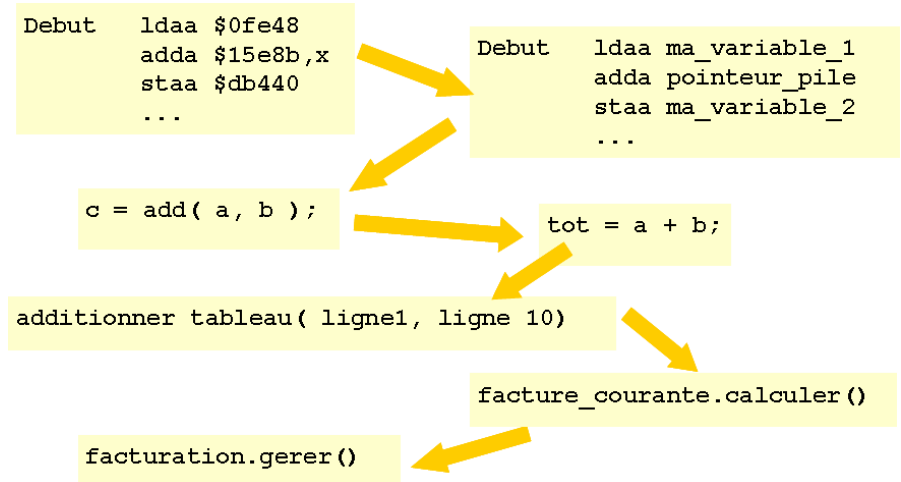 Debut   ldaa $0fe48
adda $15e8b,x
staa $db440
...
Debut   ldaa ma_variable_1
adda pointeur_pile
staa ma_variable_2
...
c = add( a, b );
tot = a + b;
additionner tableau( ligne1, ligne 10)
facture_courante.calculer()
facturation.gerer()